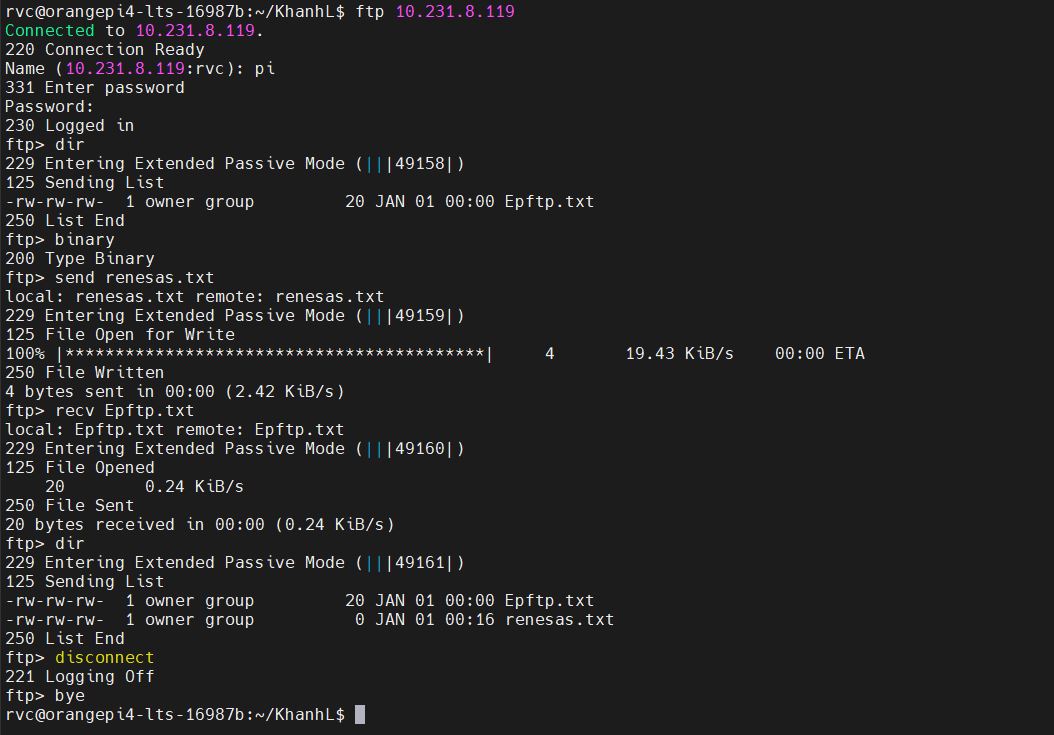 rvc@orangepi4-lts-16987b:~/KhanhL$ ftp 10.231.8.119
Connected to 10.231.8.119.
220 Connection Ready
Name (10.231.8.119:rvc): pi
331 Enter password
Password:
230 Logged in
ftp> dir
229 Entering Extended Passive Mode (|||49158|)
125 Sending List
-rw-rw-rw-  1 owner group         20 JAN 01 00:00 Epftp.txt
250 List End
ftp> binary
200 Type Binary
ftp> send renesas.txt
local: renesas.txt remote: renesas.txt
229 Entering Extended Passive Mode (|||49159|)
125 File Open for Write
100% |******************************************|     4       19.43 KiB/s    00:00 ETA
250 File Written
4 bytes sent in 00:00 (2.42 KiB/s)
ftp> recv Epftp.txt
local: Epftp.txt remote: Epftp.txt
229 Entering Extended Passive Mode (|||49160|)
125 File Opened
    20        0.24 KiB/s
250 File Sent
20 bytes received in 00:00 (0.24 KiB/s)
ftp> dir
229 Entering Extended Passive Mode (|||49161|)
125 Sending List
-rw-rw-rw-  1 owner group         20 JAN 01 00:00 Epftp.txt
-rw-rw-rw-  1 owner group          0 JAN 01 00:16 renesas.txt
250 List End
ftp> disconnect
221 Logging Off
ftp> bye
rvc@orangepi4-lts-16987b:~/KhanhL$